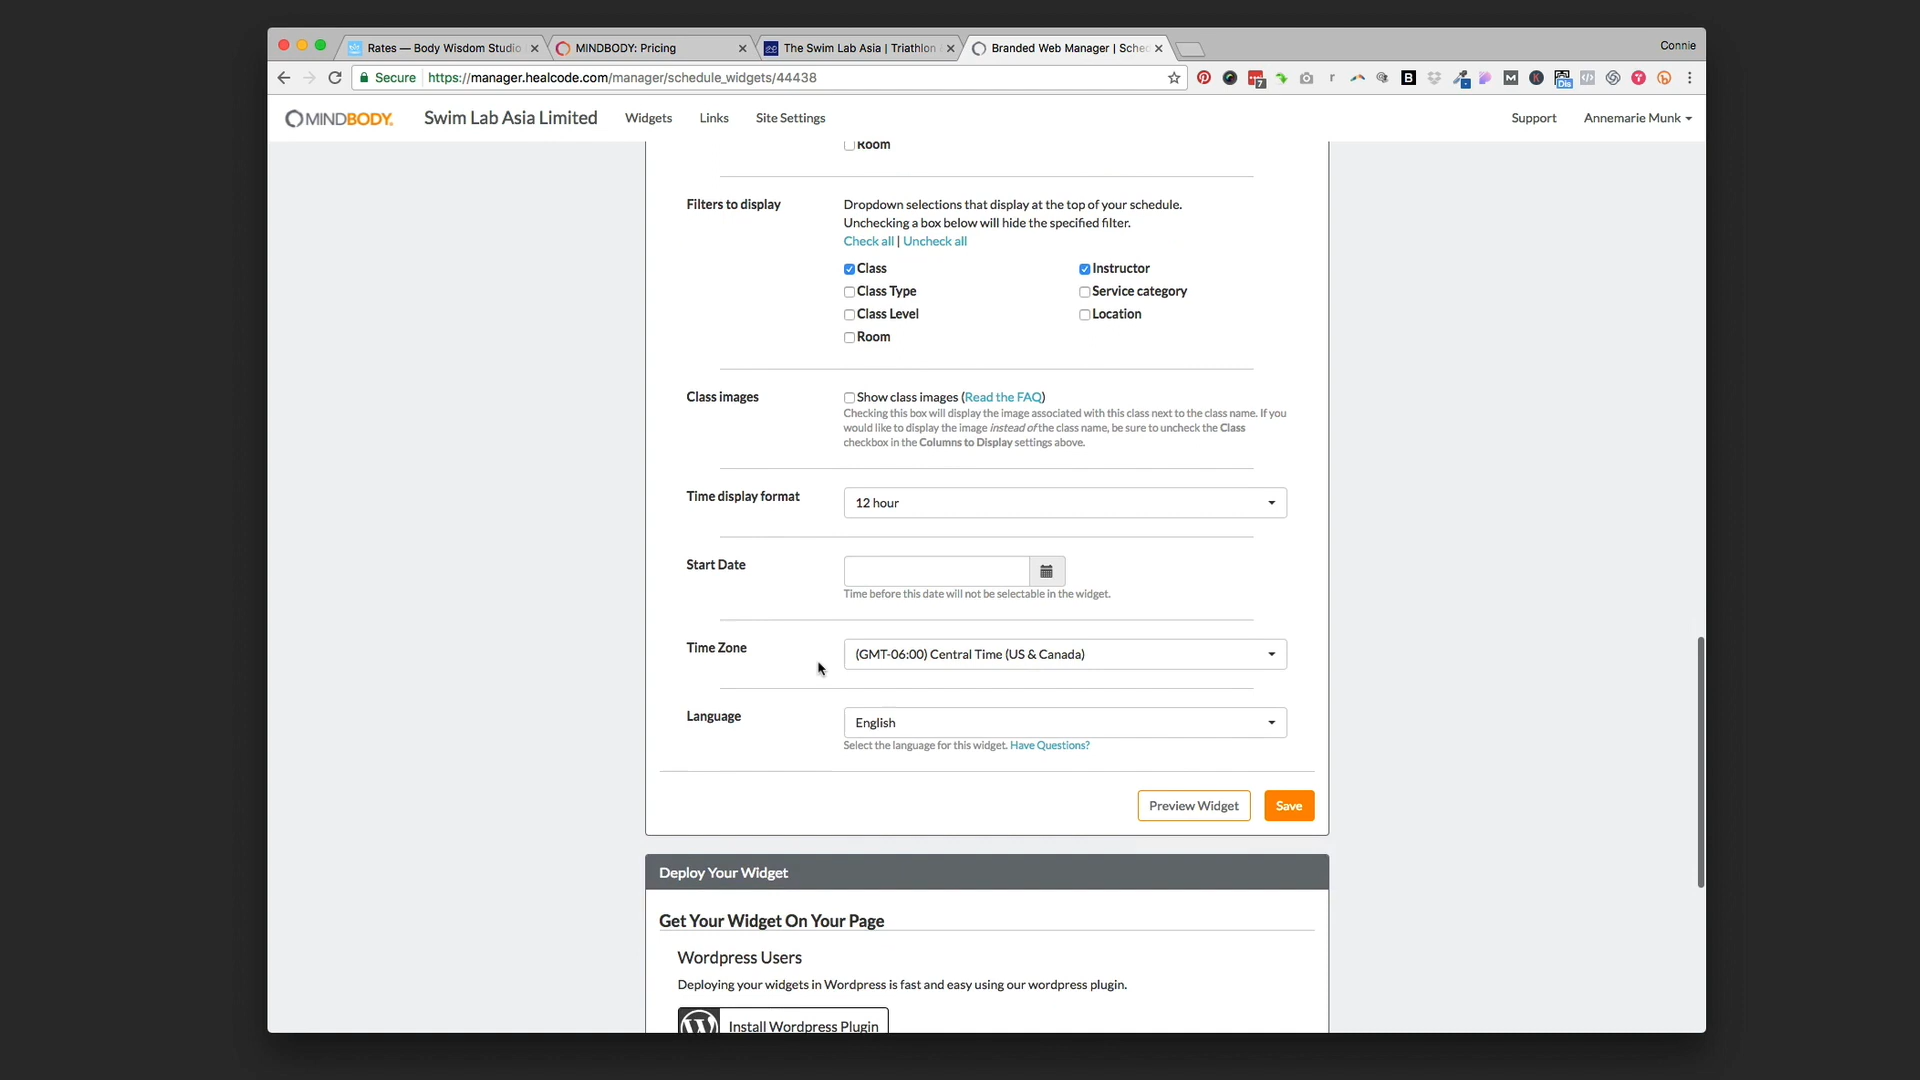 Rates — Body Wisdom Studio
MINDBODY: Pricing
The Swim Lab Asia | Triathlon
Branded Web Manager | Sched
Connie
Secure
https://manager.healcode.com/manager/schedule_widgets/44438
MINDBODY
Swim Lab Asia Limited
Widgets
Links
Site Settings
Support
Annemarie Munk
Room
Filters to display
Dropdown selections that display at the top of your schedule.
Unchecking a box below will hide the specified filter.
Check all | Uncheck all
Class
Instructor
Class Type
Service category
Class Level
Location
Room
Class images
Show class images (Read the FAQ)
Checking this box will display the image associated with this class next to the class name. If you
would like to display the image instead of the class name, be sure to uncheck the Class
checkbox in the Columns to Display settings above.
Time display format
12 hour
Start Date
Time before this date will not be selectable in the widget.
Time Zone
(GMT-06:00) Central Time (US & Canada)
Language
English
Select the language for this widget. Have Questions?
Preview Widget
Save
Deploy Your Widget
Get Your Widget On Your Page
Wordpress Users
Deploying your widgets in Wordpress is fast and easy using our wordpress plugin.
Install Wordpress Plugin